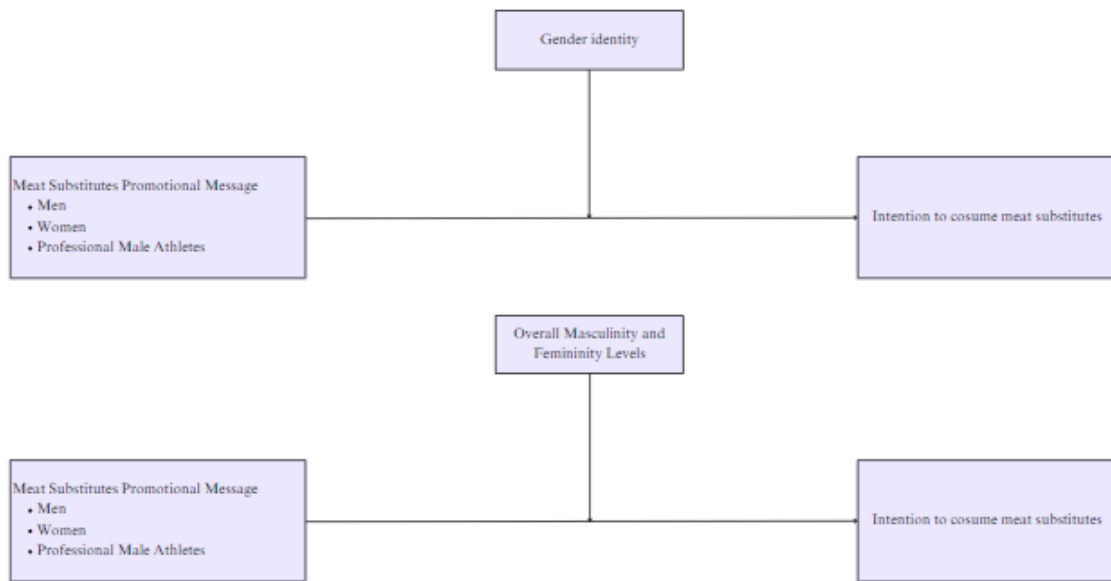 Gender identity
Meat Substitutes Promotional Message
• Men
• Women
• Professional Male Athletes
Intention to cosume meat substitutes
Overall Masculinity and
Femininity Levels
Meat Substitutes Promotional Message
• Men
• Women
• Professional Male Athletes
Intention to cosume meat substitutes